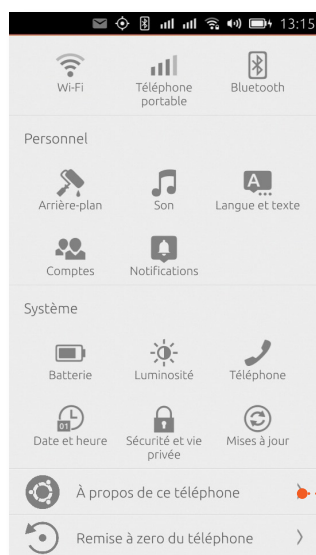 13:15
Wi-Fi
Téléphone
portable
Bluetooth
Personnel
Arrière-plan
Son
Langue et texte
Comptes
Notifications
Système
01
Batterie
Luminosité
Téléphone
Date et heure
Sécurité et vie
privée
Mises à jour
À propos de ce téléphone
Remise à zero du téléphone